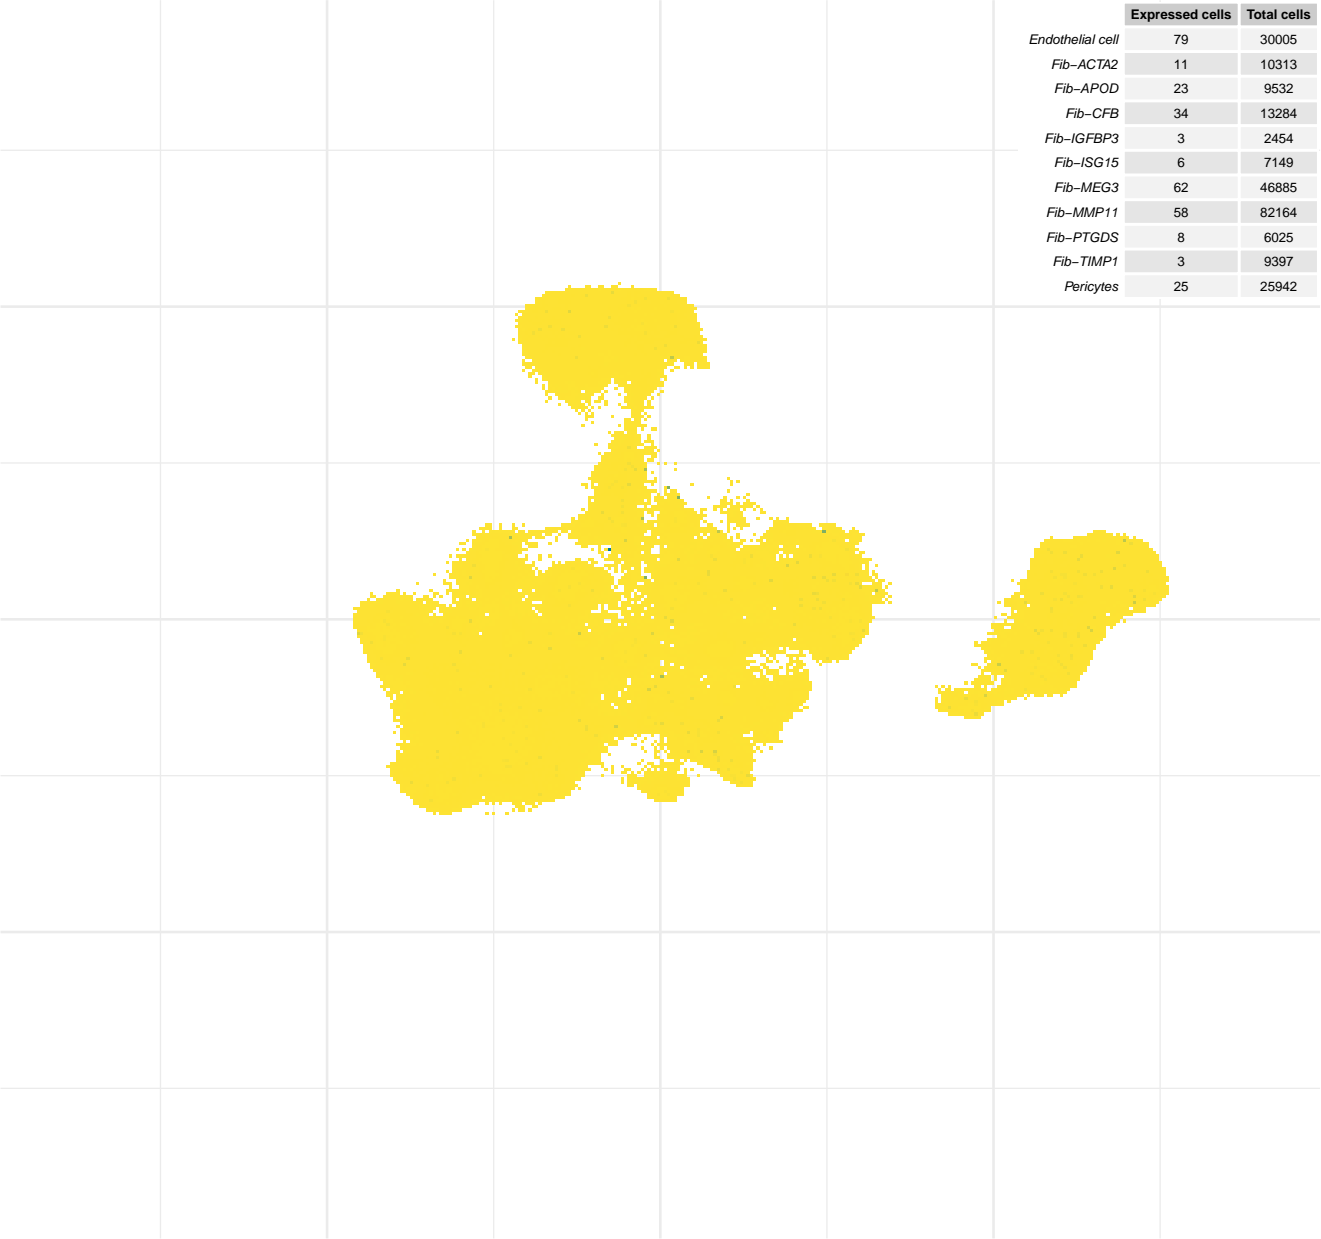 Expressed cells Total cells
Endothelial cell 79 30005
Fib−ACTA2 11 10313
Fib−APOD 23 9532
Fib−CFB 34 13284
Fib−IGFBP3 3 2454
Fib−ISG15 6 7149
Fib−MEG3 62 46885
Fib−MMP11 58 82164
Fib−PTGDS 8 6025
Fib−TIMP1 3 9397
Pericytes 25 25942